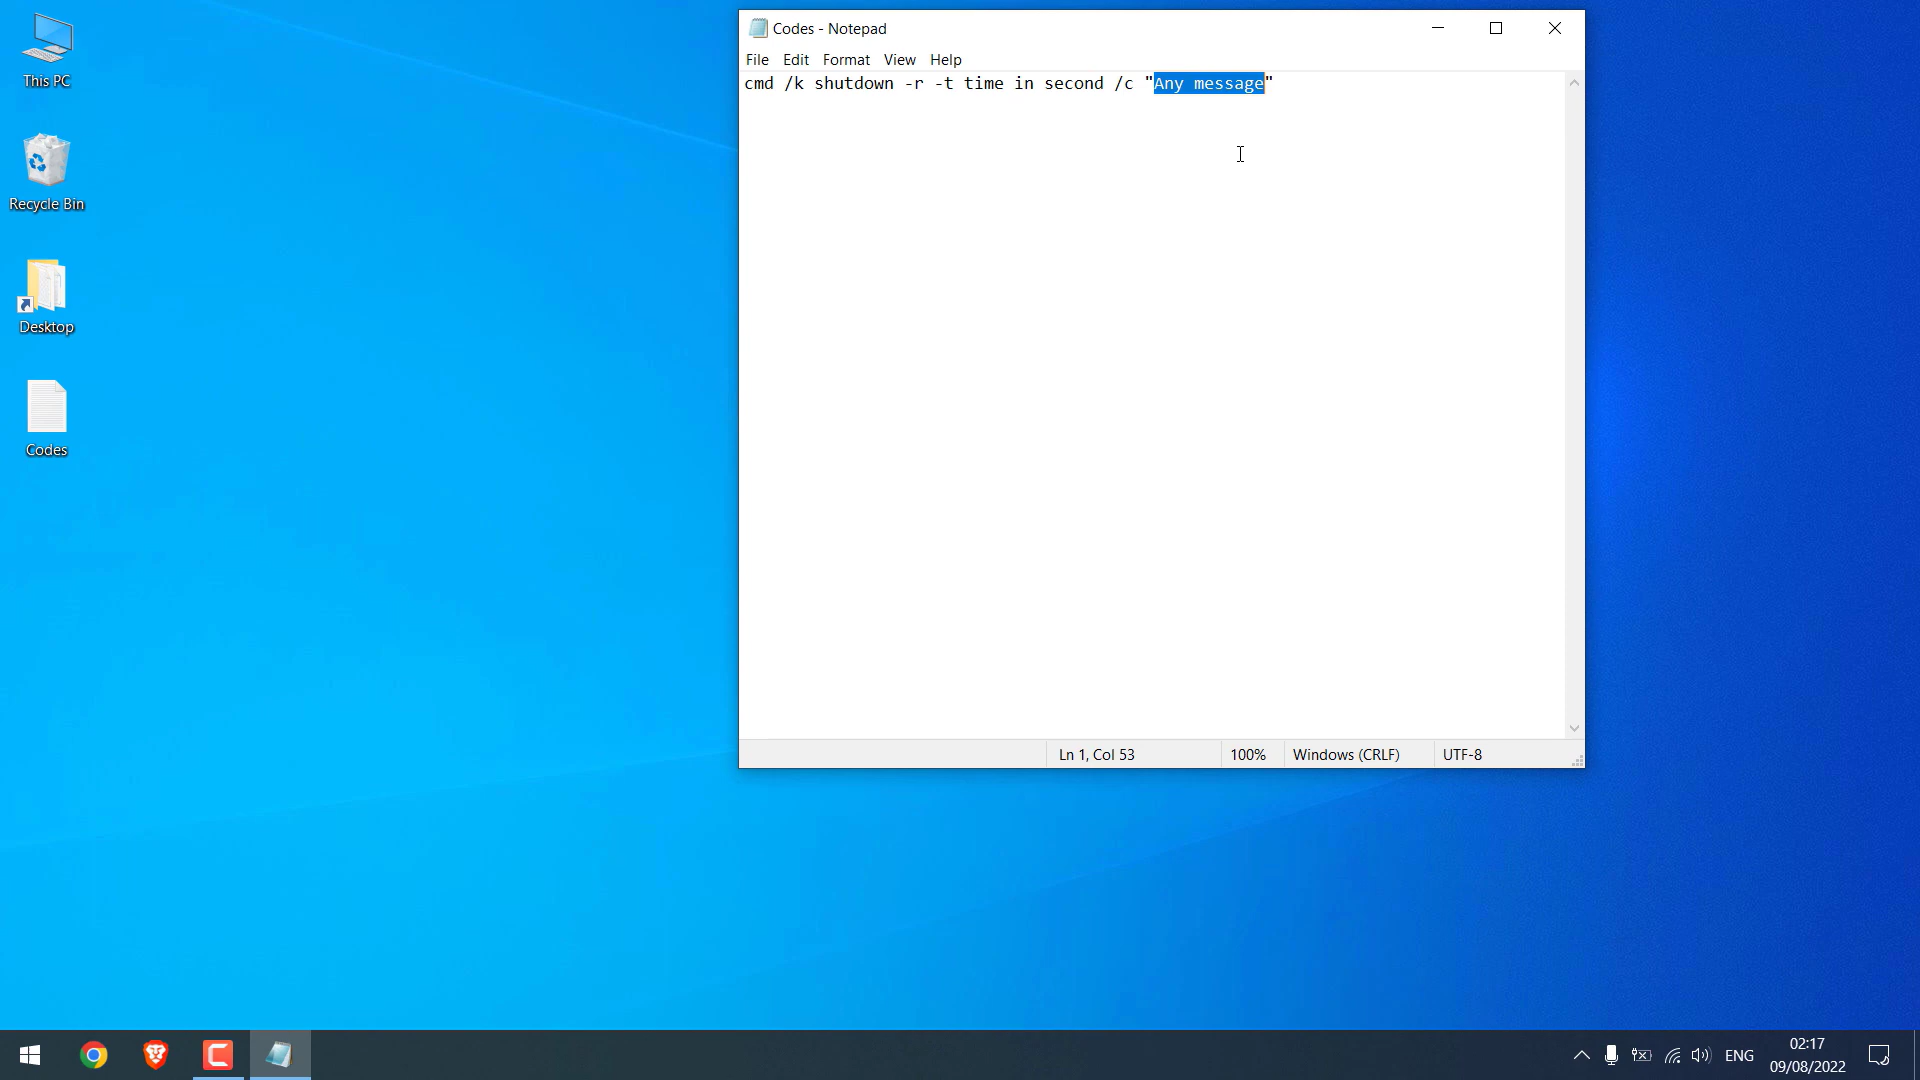 This PC
Recycle Bin
Desktop
Codes
Codes - Notepad
File Edit Format View Help
cmd /k shutdown -r -t time in second /c "Any message"
Ln 1, Col 53 100% Windows (CRLF) UTF-8
ENG
02:17
09/08/2022